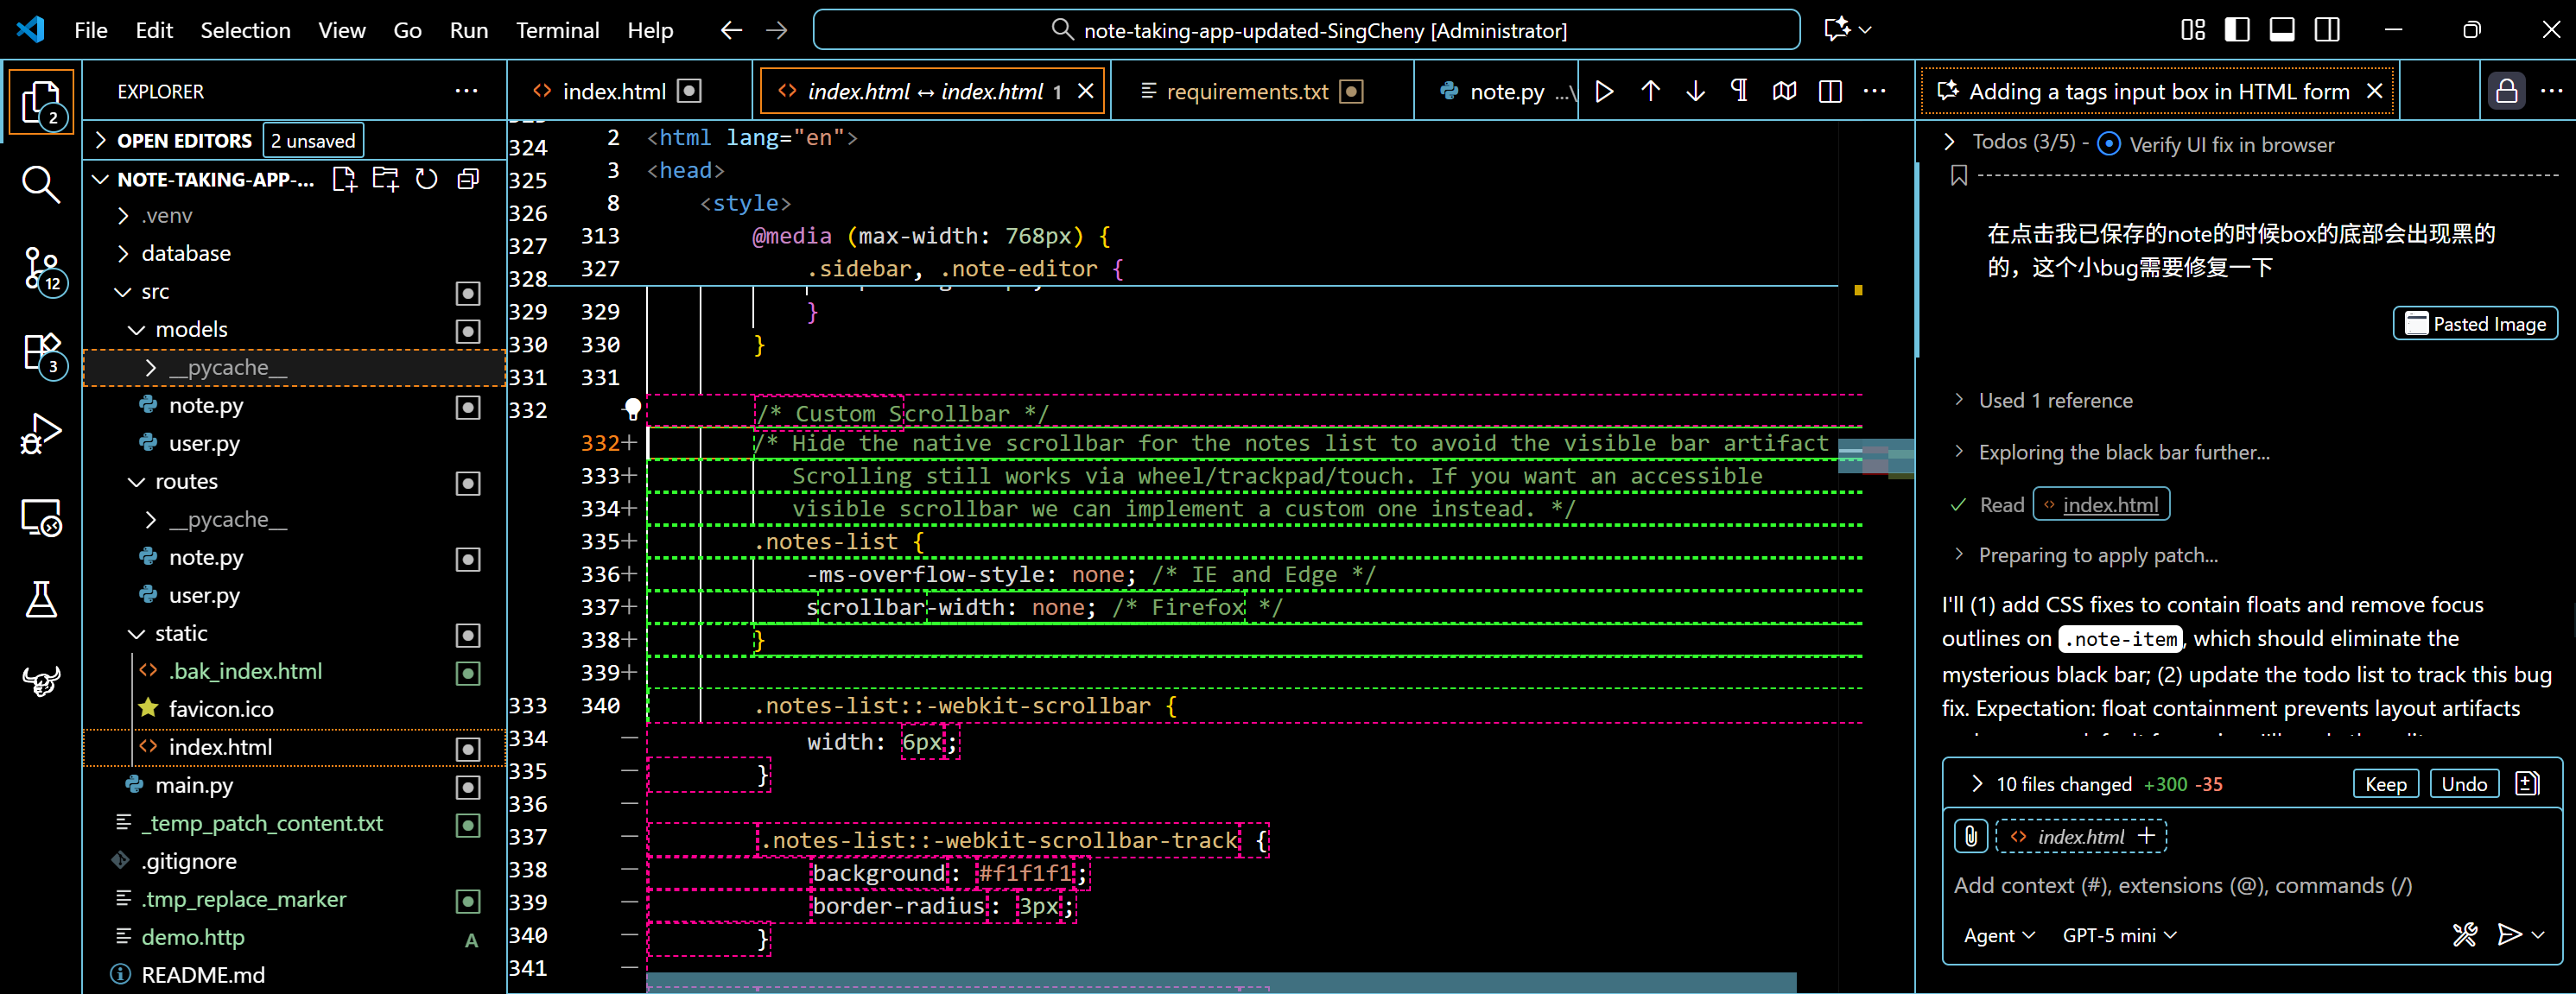 File Edit Selection View Go Run Terminal Help
note-taking-app-updated-SingCheny [Administrator]
EXPLORER
OPEN EDITORS 2 unsaved
NOTE-TAKING-APP-...
.venv
database
src
models
__pycache__
note.py
user.py
routes
__pycache__
note.py
user.py
static
.bak_index.html
favicon.ico
index.html
main.py
_temp_patch_content.txt
.gitignore
.tmp_replace_marker
demo.http A
README.md
2
12
3
index.html
index.html ↔ index.html 1
requirements.txt
note.py ...\
324 2 <html lang="en">
325 3 <head>
326 8 <style>
327 313 @media (max-width: 768px) {
328 327 .sidebar, .note-editor {
329 329 }
330 330 }
331 331
332 /* Custom Scrollbar */
332+ /* Hide the native scrollbar for the notes list to avoid the visible bar artifact
333+ Scrolling still works via wheel/trackpad/touch. If you want an accessible
334+ visible scrollbar we can implement a custom one instead. */
335+ .notes-list {
336+ -ms-overflow-style: none; /* IE and Edge */
337+ scrollbar-width: none; /* Firefox */
338+ }
339+
333 340 .notes-list::-webkit-scrollbar {
334 — width: 6px;
335 — }
336 —
337 — .notes-list::-webkit-scrollbar-track {
338 — background: #f1f1f1;
339 — border-radius: 3px;
340 — }
341 —
Adding a tags input box in HTML form
Todos (3/5) - Verify UI fix in browser
在点击我已保存的note的时候box的底部会出现黑的
的，这个小bug需要修复一下
Pasted Image
Used 1 reference
Exploring the black bar further...
Read index.html
Preparing to apply patch...
I'll (1) add CSS fixes to contain floats and remove focus
outlines on .note-item, which should eliminate the
mysterious black bar; (2) update the todo list to track this bug
fix. Expectation: float containment prevents layout artifacts
10 files changed +300 -35 Keep Undo
index.html +
Add context (#), extensions (@), commands (/)
Agent GPT-5 mini